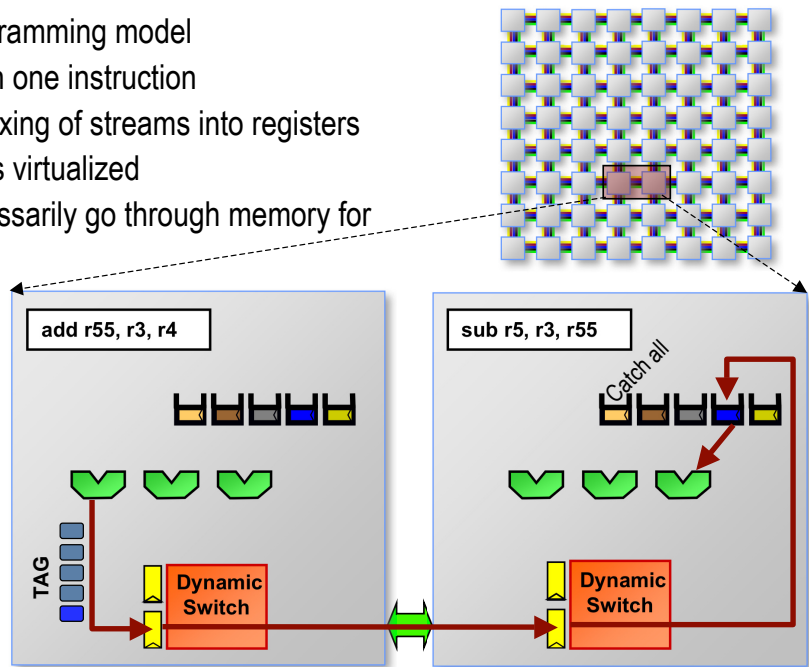 ramming model
n one instruction
xing of streams into registers
s virtualized
ssarily go through memory for
add r55, r3, r4
TAG
Dynamic
Switch
sub r5, r3, r55
Catch all
Dynamic
Switch